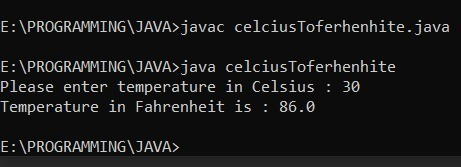 E:\PROGRAMMING\JAVA>javac celciusToferhenhite.java
E:\PROGRAMMING\JAVA>java celciusToferhenhite
Please enter temperature in Celsius : 30
Temperature in Fahrenheit is : 86.0
E:\PROGRAMMING\JAVA>